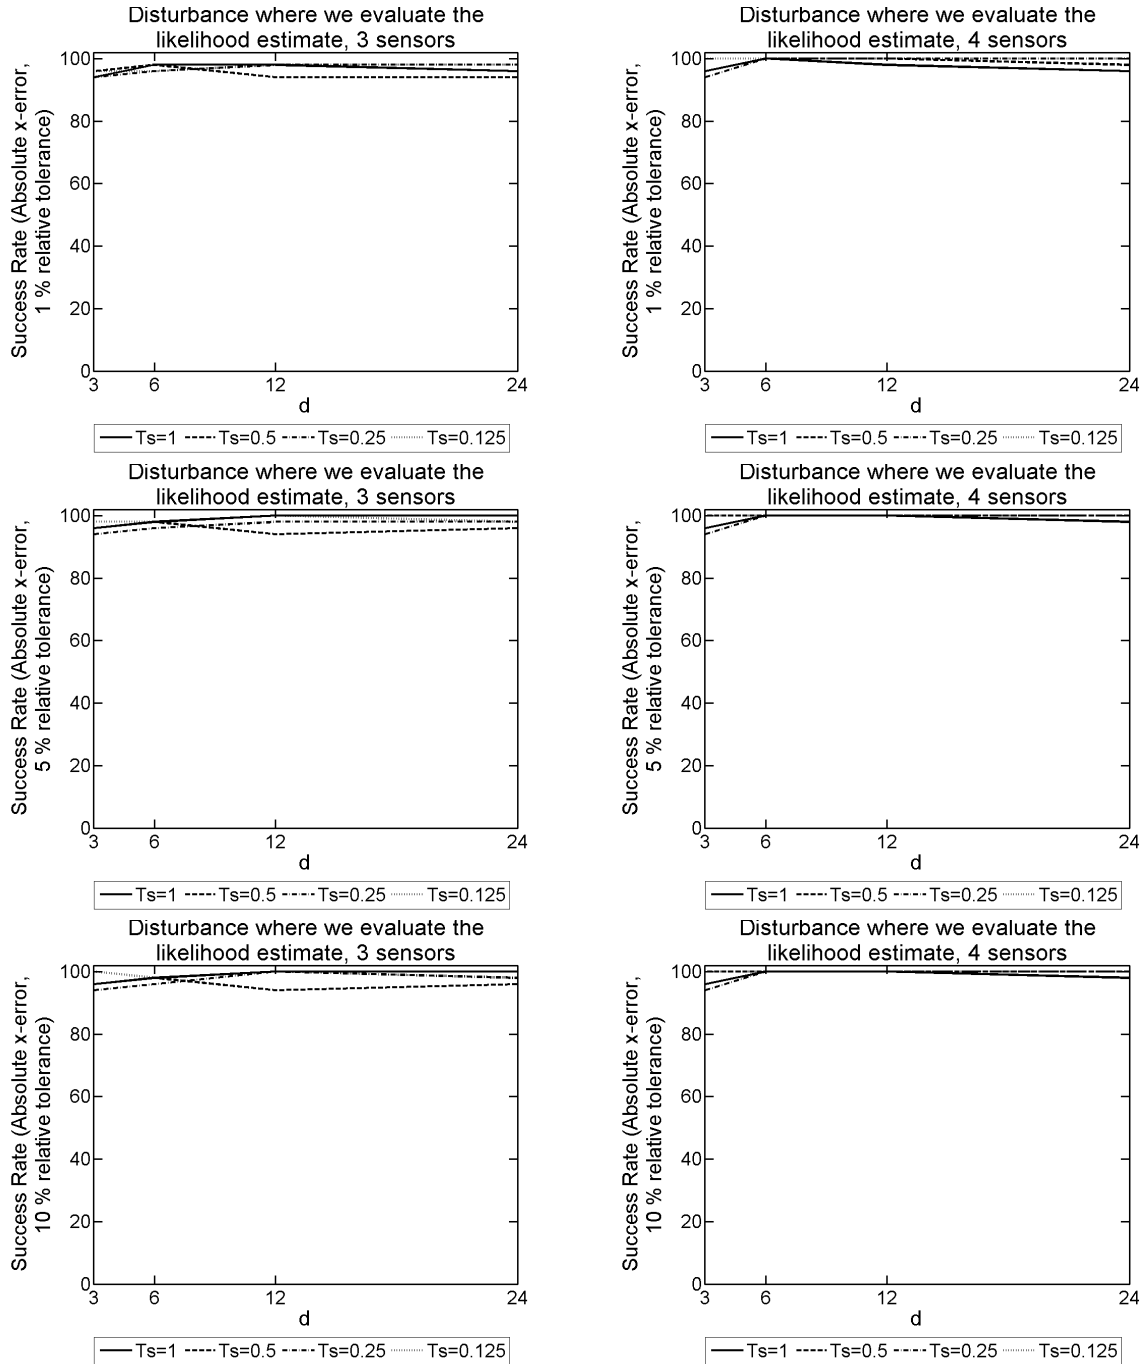 Disturbance where we evaluate the
likelihood estimate, 3 sensors
Success Rate (Absolute x-error,
1 % relative tolerance)
100
80
60
40
20
0
3 6 12 24
d
Ts=1 Ts=0.5 Ts=0.25 Ts=0.125
Disturbance where we evaluate the
likelihood estimate, 4 sensors
Success Rate (Absolute x-error,
1 % relative tolerance)
100
80
60
40
20
0
3 6 12 24
d
Ts=1 Ts=0.5 Ts=0.25 Ts=0.125
Disturbance where we evaluate the
likelihood estimate, 3 sensors
Success Rate (Absolute x-error,
5 % relative tolerance)
100
80
60
40
20
0
3 6 12 24
d
Ts=1 Ts=0.5 Ts=0.25 Ts=0.125
Disturbance where we evaluate the
likelihood estimate, 4 sensors
Success Rate (Absolute x-error,
5 % relative tolerance)
100
80
60
40
20
0
3 6 12 24
d
Ts=1 Ts=0.5 Ts=0.25 Ts=0.125
Disturbance where we evaluate the
likelihood estimate, 3 sensors
Success Rate (Absolute x-error,
10 % relative tolerance)
100
80
60
40
20
0
3 6 12 24
d
Ts=1 Ts=0.5 Ts=0.25 Ts=0.125
Disturbance where we evaluate the
likelihood estimate, 4 sensors
Success Rate (Absolute x-error,
10 % relative tolerance)
100
80
60
40
20
0
3 6 12 24
d
Ts=1 Ts=0.5 Ts=0.25 Ts=0.125